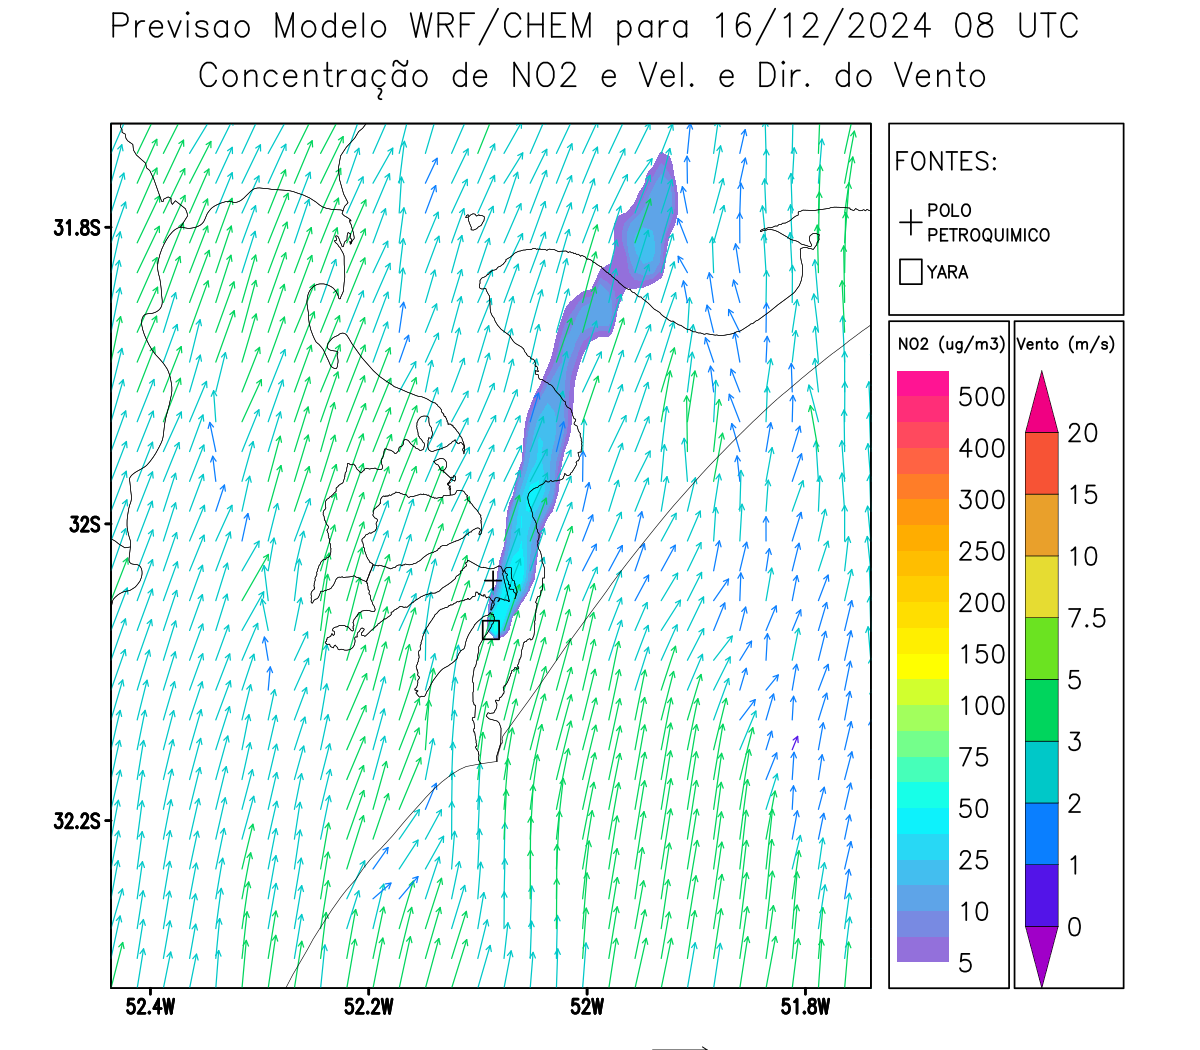 Previsao Modelo WRF/CHEM para 16/12/2024 08 UTC
Concentração de NO2 e Vel. e Dir. do Vento
FONTES:
POLO
PETROQUIMICO
YARA
NO2 (ug/m3)
500
400
300
250
200
150
100
75
50
25
10
5
Vento (m/s)
20
15
10
7.5
5
3
2
1
0
31.8S
32S
32.2S
52.4W
52.2W
52W
51.8W